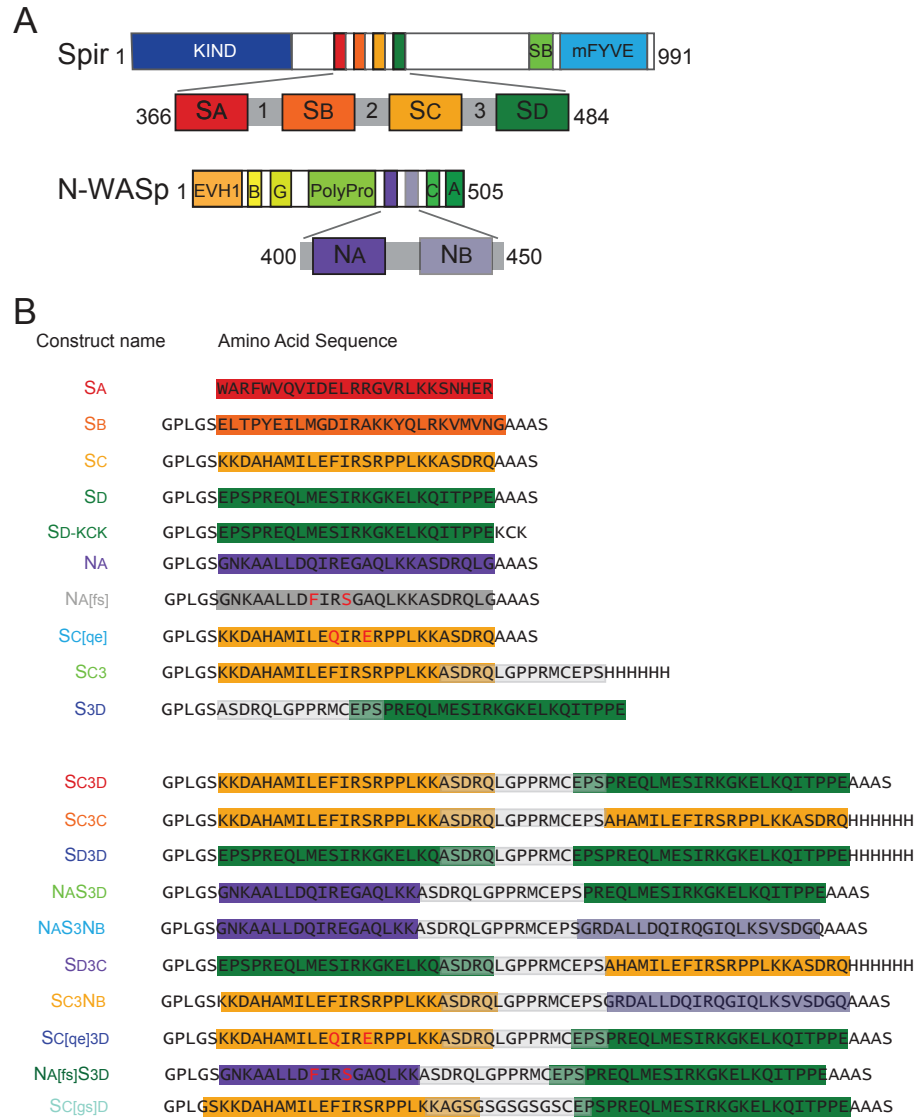 A
Spir 1 KIND SB mFYVE 991
366 SA 1 SB 2 SC 3 SD 484
N-WASp 1 EVH1 B G PolyPro C A 505
400 NA NB 450
B
Construct name Amino Acid Sequence
SA WARFWVQVIDELRRGVRLKKSNHER
SB GPLGSELTPYEILMGDIRAKKYQLRKVMVNGAAAS
SC GPLGSKKDAHAMILEFIRSRPPLKKASDRQAAAS
SD GPLGSEPSPREQLMESIRKGKELKQITPPEAAAS
SD-KCK GPLGSEPSPREQLMESIRKGKELKQITPPEKCK
NA GPLGSGNKAALLDQIREGAQLKKASDRQLGAAAS
NA[fs] GPLGSGNKAALLDFIRSGAQLKKASDRQLGAAAS
SC[qe] GPLGSKKDAHAMILEQIRERPPLKKASDRQAAAS
SC3 GPLGSKKDAHAMILEFIRSRPPLKKASDRQLGPPRMCEPSHHHHHH
S3D GPLGSASDRQLGPPRMCEPSPREQLMESIRKGKELKQITPPE
SC3D GPLGSKKDAHAMILEFIRSRPPLKKASDRQLGPPRMCEPSPREQLMESIRKGKELKQITPPEAAAS
SC3C GPLGSKKDAHAMILEFIRSRPPLKKASDRQLGPPRMCEPSAHAMILEFIRSRPPLKKASDRQHHHHHH
SD3D GPLGSEPSPREQLMESIRKGKELKQASDRQLGPPRMCEPSPREQLMESIRKGKELKQITPPEHHHHHH
NAS3D GPLGSGNKAALLDQIREGAQLKKASDRQLGPPRMCEPSPREQLMESIRKGKELKQITPPEAAAS
NAS3NB GPLGSGNKAALLDQIREGAQLKKASDRQLGPPRMCEPSGRDALLDQIRQGIQLKSVSDGQAAAS
SD3C GPLGSEPSPREQLMESIRKGKELKQASDRQLGPPRMCEPSAHAMILEFIRSRPPLKKASDRQHHHHHH
SC3NB GPLGSKKDAHAMILEFIRSRPPLKKASDRQLGPPRMCEPSGRDALLDQIRQGIQLKSVSDGQAAAS
SC[qe]3D GPLGSKKDAHAMILEQIRERPPLKKASDRQLGPPRMCEPSPREQLMESIRKGKELKQITPPEAAAS
NA[fs]S3D GPLGSGNKAALLDFIRSGAQLKKASDRQLGPPRMCEPSPREQLMESIRKGKELKQITPPEAAAS
SC[gs]D GPLGSKKDAHAMILEFIRSRPPLKKAGSGSGSGSGSCEPSPREQLMESIRKGKELKQITPPEAAAS